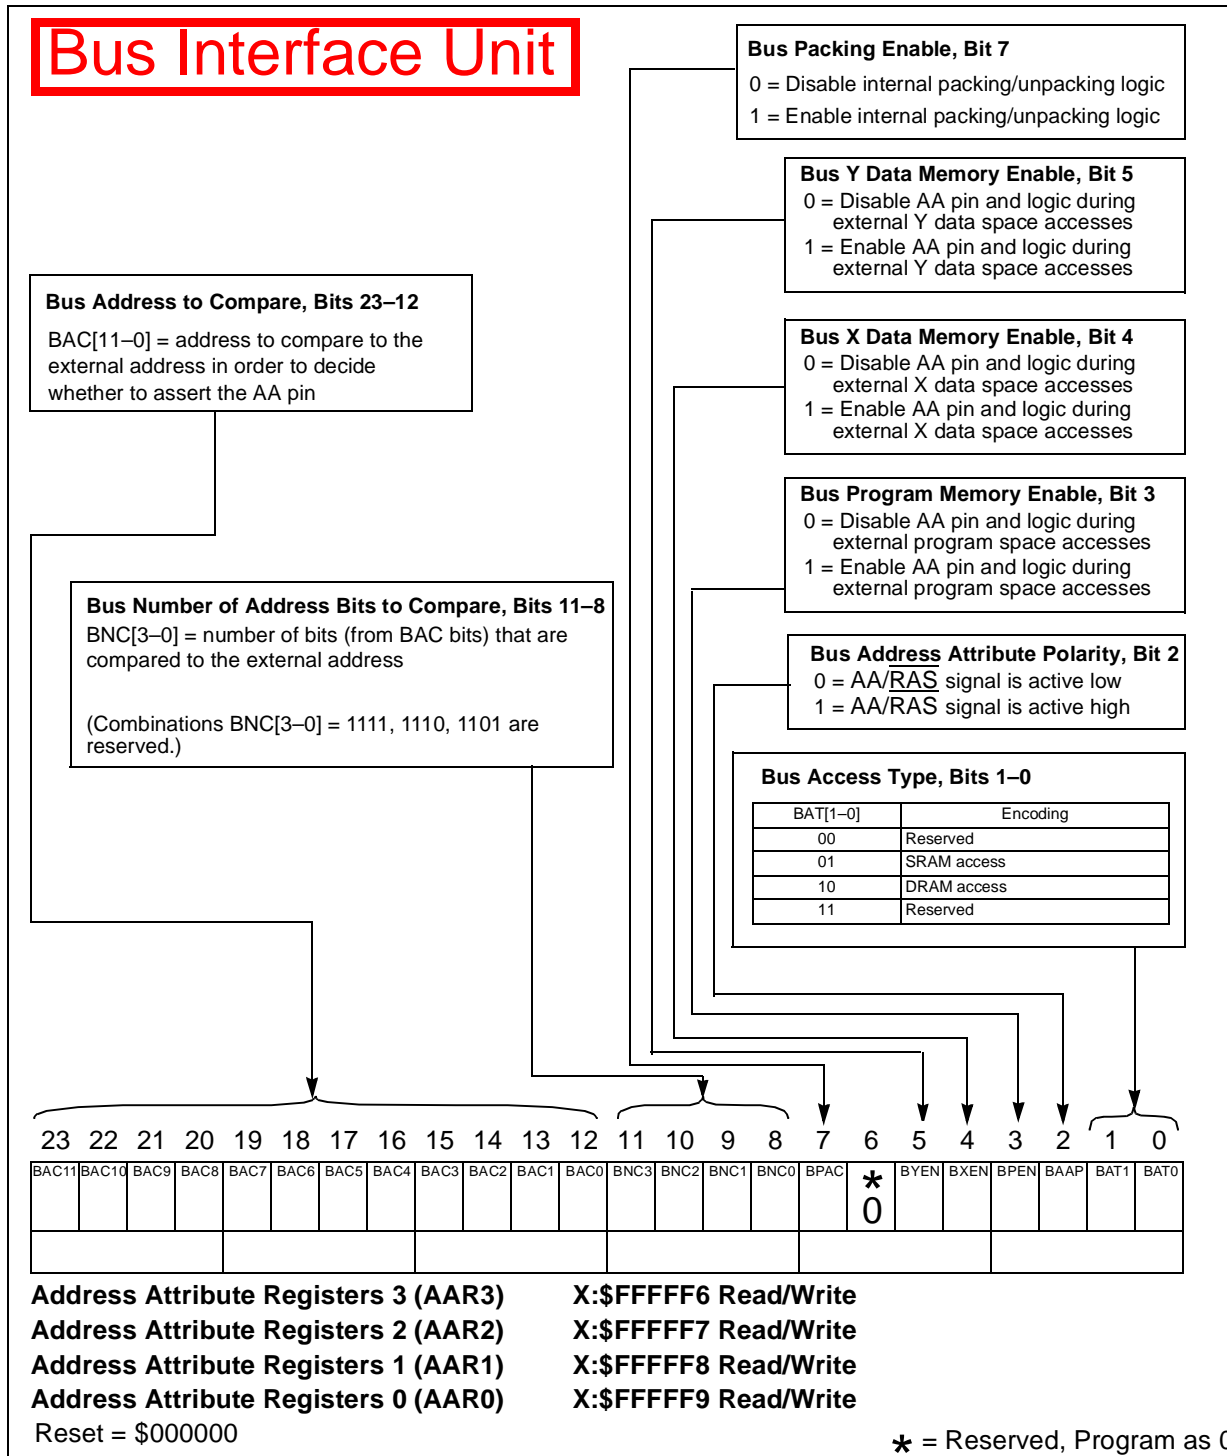 Bus Interface Unit
Bus Packing Enable, Bit 7
0 = Disable internal packing/unpacking logic
1 = Enable internal packing/unpacking logic
Bus Y Data Memory Enable, Bit 5
0 = Disable AA pin and logic during
external Y data space accesses
1 = Enable AA pin and logic during
external Y data space accesses
Bus Address to Compare, Bits 23–12
BAC[11–0] = address to compare to the
external address in order to decide
whether to assert the AA pin
Bus X Data Memory Enable, Bit 4
0 = Disable AA pin and logic during
external X data space accesses
1 = Enable AA pin and logic during
external X data space accesses
Bus Program Memory Enable, Bit 3
0 = Disable AA pin and logic during
external program space accesses
1 = Enable AA pin and logic during
external program space accesses
Bus Number of Address Bits to Compare, Bits 11–8
BNC[3–0] = number of bits (from BAC bits) that are
compared to the external address
(Combinations BNC[3–0] = 1111, 1110, 1101 are
reserved.)
Bus Address Attribute Polarity, Bit 2
0 = AA/R̅A̅S̅ signal is active low
1 = AA/RAS signal is active high
Bus Access Type, Bits 1–0
BAT[1–0] Encoding
00 Reserved
01 SRAM access
10 DRAM access
11 Reserved
23 22 21 20 19 18 17 16 15 14 13 12 11 10 9 8 7 6 5 4 3 2 1 0
BAC11 BAC10 BAC9 BAC8 BAC7 BAC6 BAC5 BAC4 BAC3 BAC2 BAC1 BAC0 BNC3 BNC2 BNC1 BNC0 BPAC * BYEN BXEN BPEN BAAP BAT1 BAT0
0
Address Attribute Registers 3 (AAR3) X:$FFFFF6 Read/Write
Address Attribute Registers 2 (AAR2) X:$FFFFF7 Read/Write
Address Attribute Registers 1 (AAR1) X:$FFFFF8 Read/Write
Address Attribute Registers 0 (AAR0) X:$FFFFF9 Read/Write
Reset = $000000
* = Reserved, Program as 0